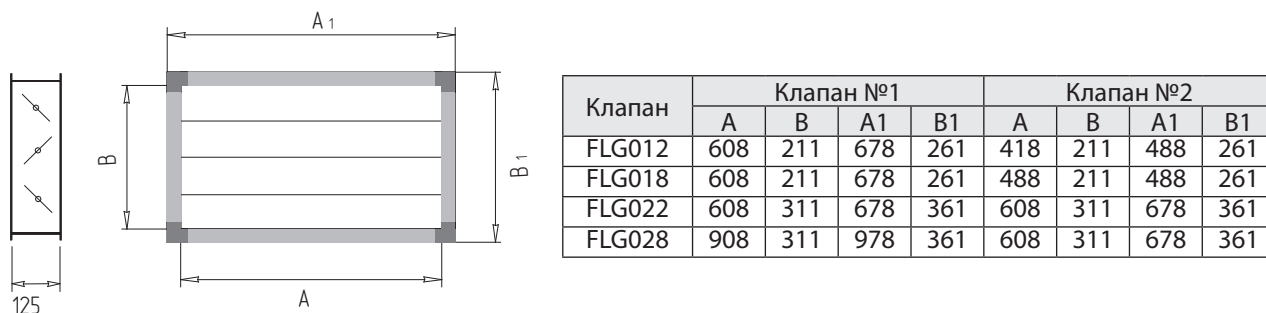 A 1
B
B 1
A
125
Клапан Клапан №1 Клапан №2
A B A1 B1 A B A1 B1
FLG012 608 211 678 261 418 211 488 261
FLG018 608 211 678 261 488 211 488 261
FLG022 608 311 678 361 608 311 678 361
FLG028 908 311 978 361 608 311 678 361